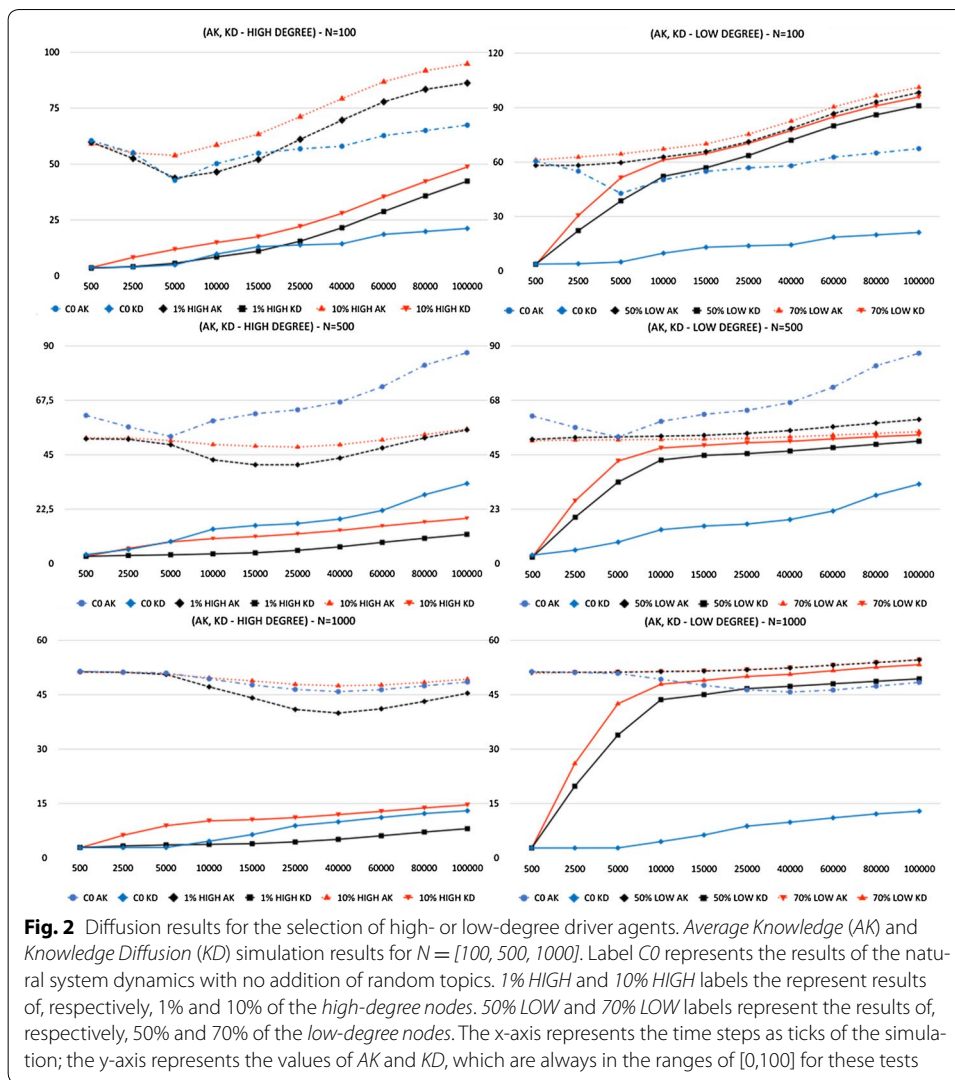 (AK, KD - HIGH DEGREE) - N=100
100
75
50
25
0
500 2500 5000 10000 15000 25000 40000 60000 80000 100000
C0 AK C0 KD 1% HIGH AK 1% HIGH KD 10% HIGH AK 10% HIGH KD
(AK, KD - LOW DEGREE) - N=100
120
90
60
30
0
500 2500 5000 10000 15000 25000 40000 60000 80000 100000
C0 AK C0 KD 50% LOW AK 50% LOW KD 70% LOW AK 70% LOW KD
(AK, KD - HIGH DEGREE) - N=500
90
67,5
45
22,5
0
500 2500 5000 10000 15000 25000 40000 60000 80000 100000
C0 AK C0 KD 1% HIGH AK 1% HIGH KD 10% HIGH AK 10% HIGH KD
(AK, KD - LOW DEGREE) - N=500
90
68
45
23
0
500 2500 5000 10000 15000 25000 40000 60000 80000 100000
C0 AK C0 KD 50% LOW AK 50% LOW KD 70% LOW AK 70% LOW KD
(AK, KD - HIGH DEGREE) - N=1000
60
45
30
15
0
500 2500 5000 10000 15000 25000 40000 60000 80000 100000
C0 AK C0 KD 1% HIGH AK 1% HIGH KD 10% HIGH AK 10% HIGH KD
(AK, KD - LOW DEGREE) - N=1000
60
45
30
15
0
500 2500 5000 10000 15000 25000 40000 60000 80000 100000
C0 AK C0 KD 50% LOW AK 50% LOW KD 70% LOW AK 70% LOW KD
Fig. 2 Diffusion results for the selection of high- or low-degree driver agents. Average Knowledge (AK) and
Knowledge Diffusion (KD) simulation results for N = [100, 500, 1000]. Label C0 represents the results of the natu-
ral system dynamics with no addition of random topics. 1% HIGH and 10% HIGH labels the represent results
of, respectively, 1% and 10% of the high-degree nodes. 50% LOW and 70% LOW labels represent the results of,
respectively, 50% and 70% of the low-degree nodes. The x-axis represents the time steps as ticks of the simula-
tion; the y-axis represents the values of AK and KD, which are always in the ranges of [0,100] for these tests